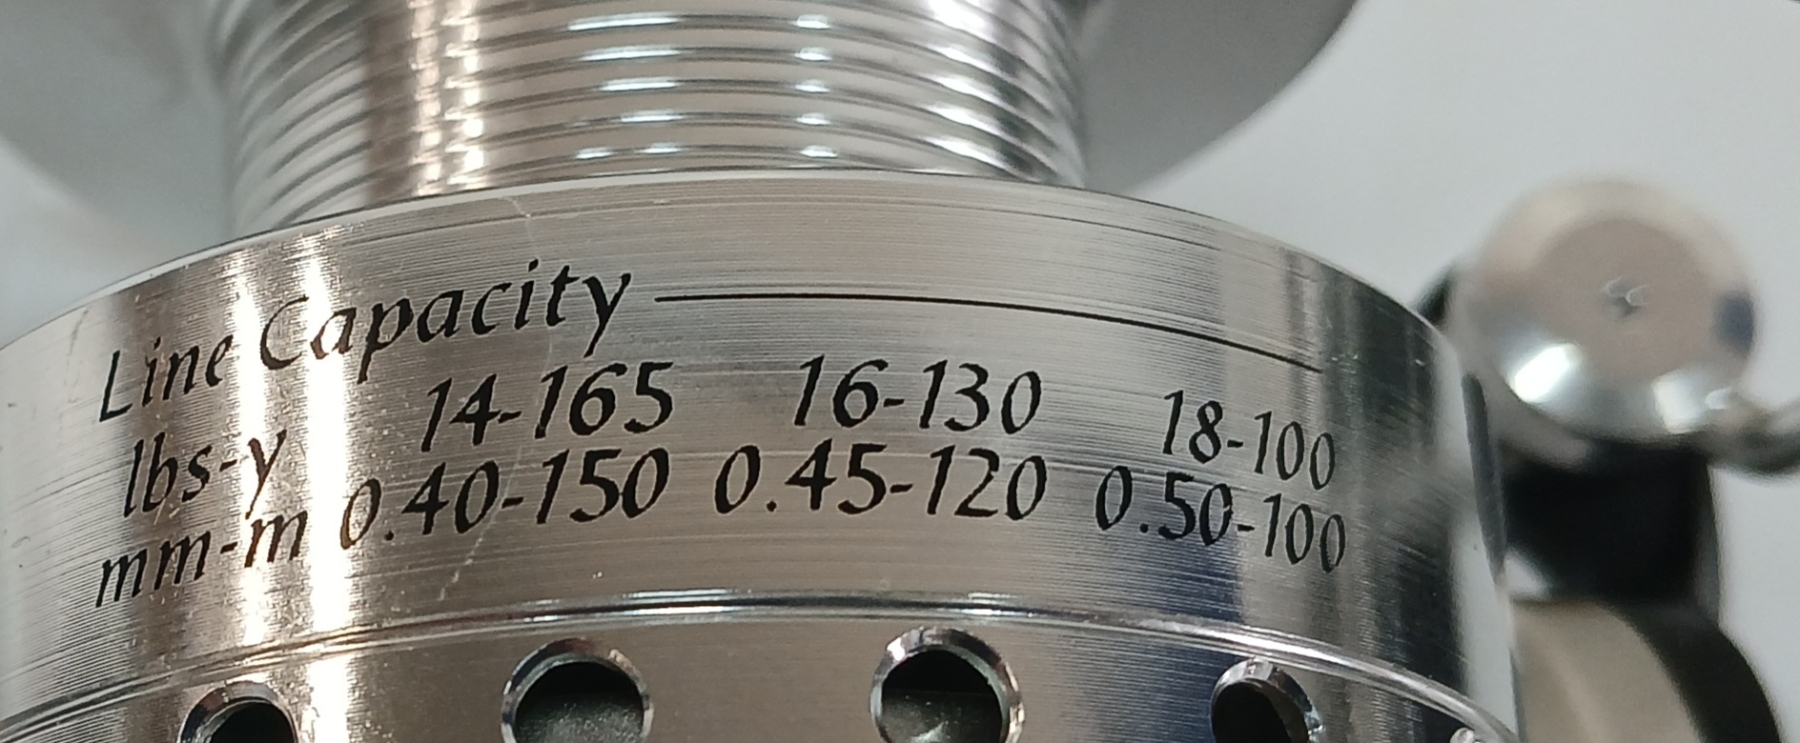 Line Capacity
lbs-y 14-165 16-130 18-100
mm-m 0.40-150 0.45-120 0.50-100